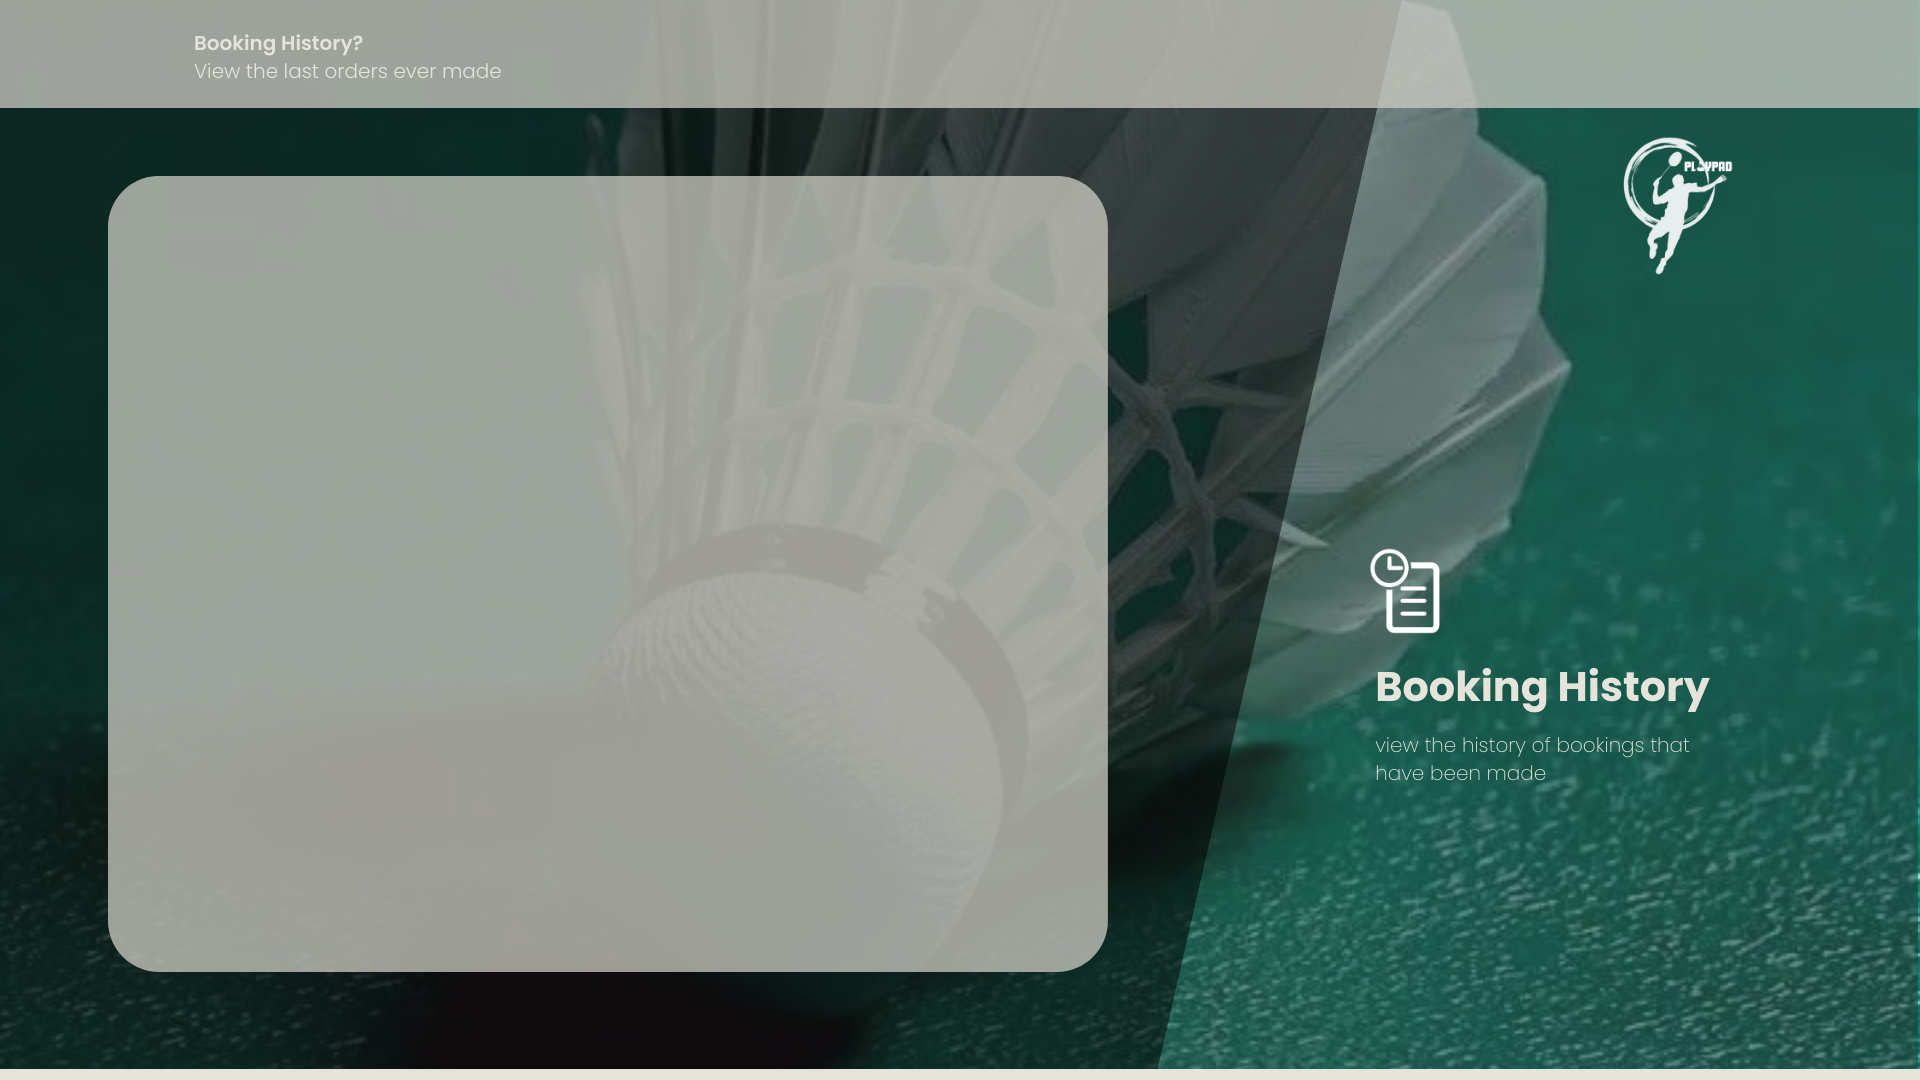 Booking History?
View the last orders ever made
PLAYPAD
Booking History
view the history of bookings that
have been made